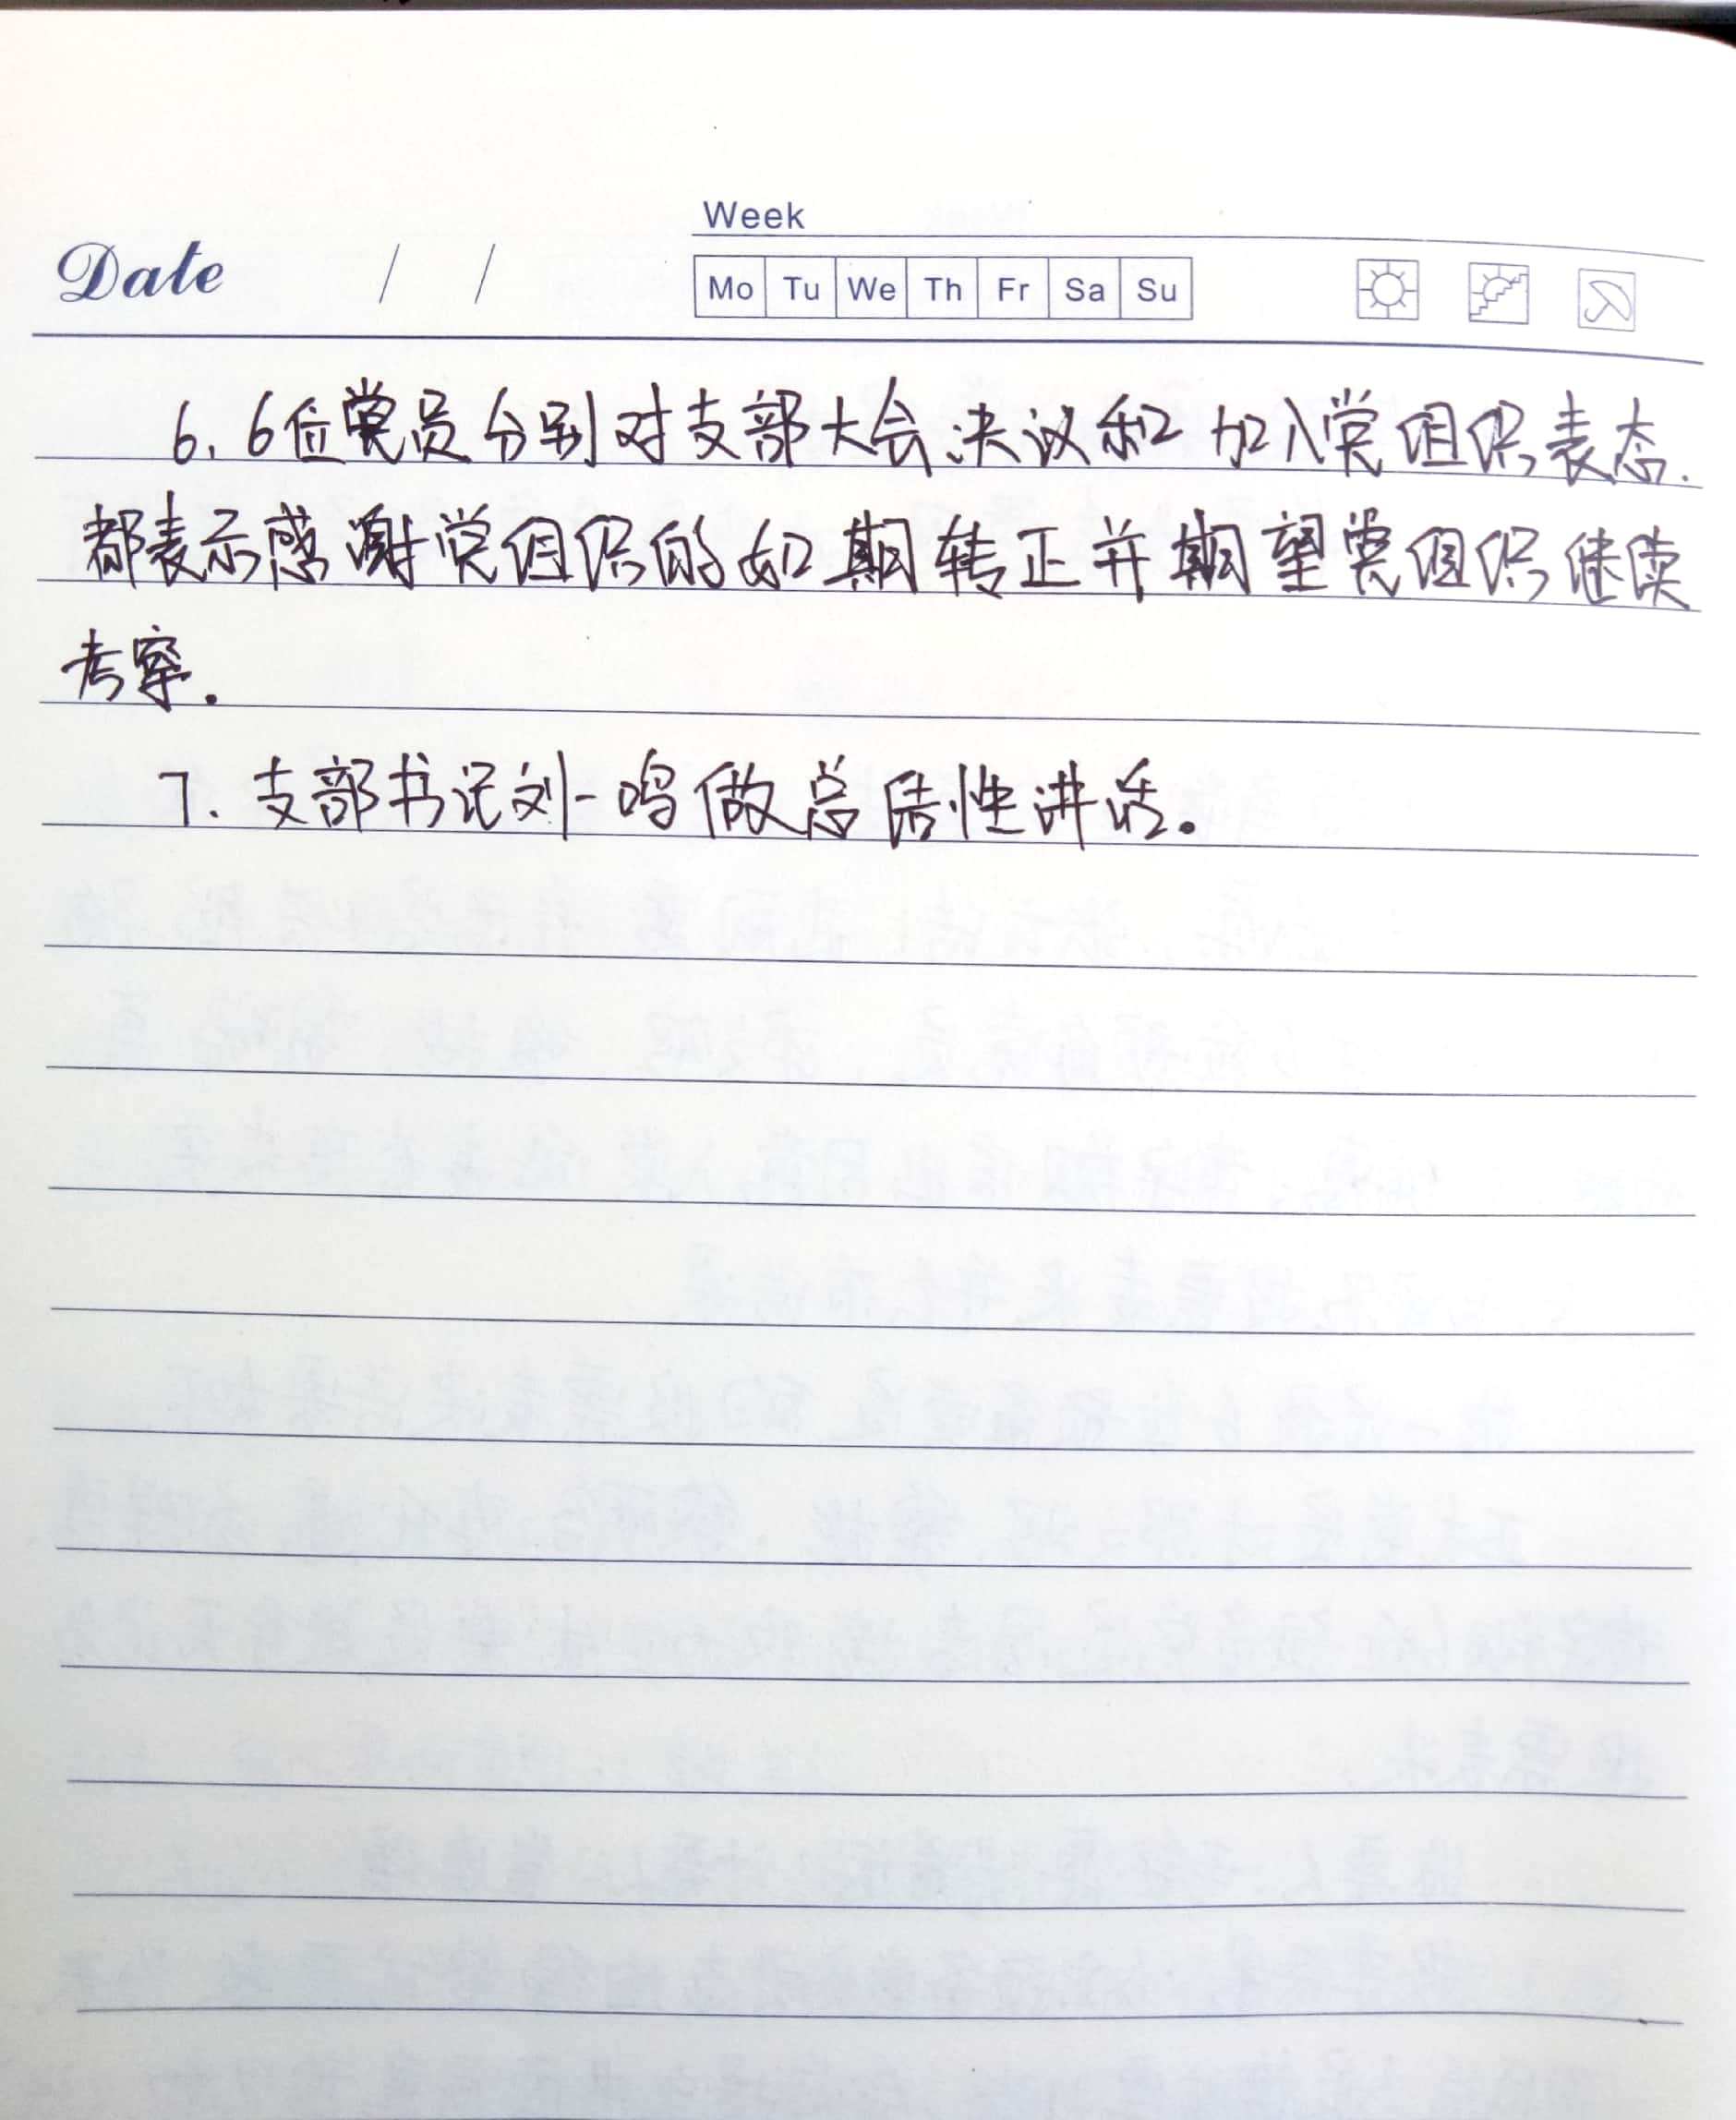 Week
Date / /
Mo Tu We Th Fr Sa Su
6. 6位党员分别对支部大会决议和加入党组织表态.
都表示感谢党组织的如期转正并期望党组织继续
考察.
7. 支部书记刘一鸣做总结性讲话。